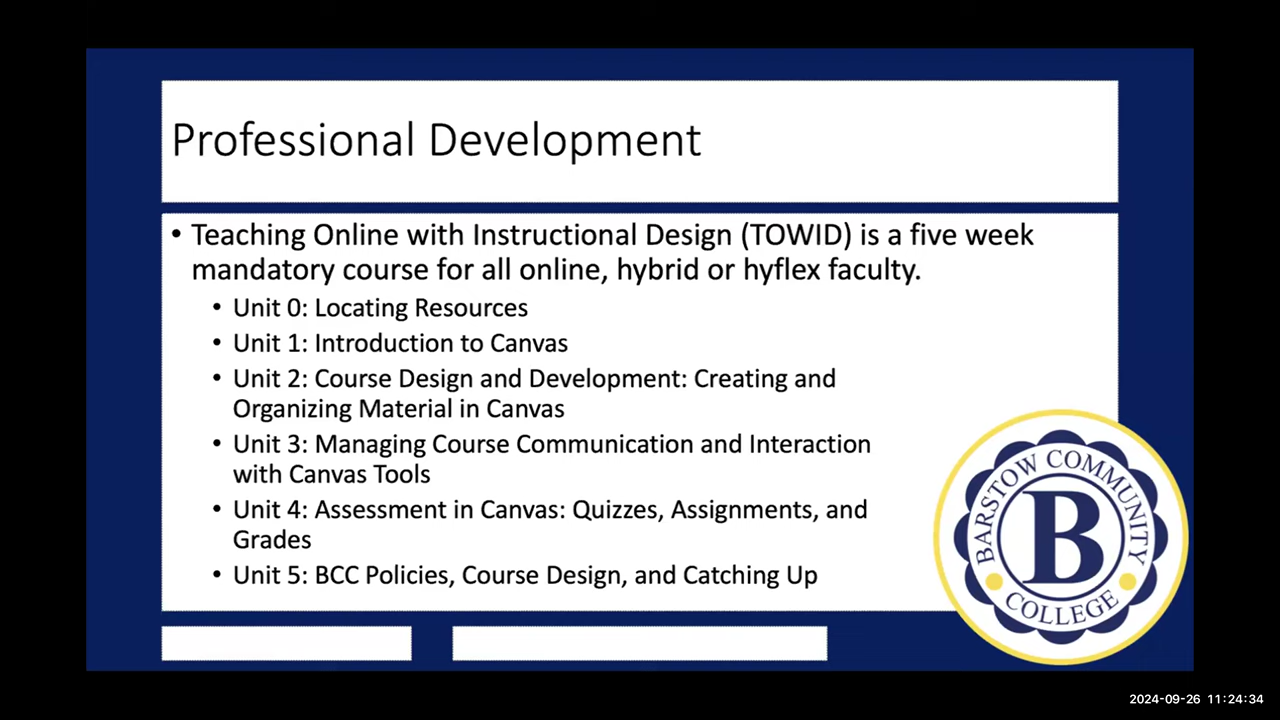 Professional Development
• Teaching Online with Instructional Design (TOWID) is a five week
mandatory course for all online, hybrid or hyflex faculty.
• Unit 0: Locating Resources
• Unit 1: Introduction to Canvas
• Unit 2: Course Design and Development: Creating and
Organizing Material in Canvas
• Unit 3: Managing Course Communication and Interaction
with Canvas Tools
• Unit 4: Assessment in Canvas: Quizzes, Assignments, and
Grades
• Unit 5: BCC Policies, Course Design, and Catching Up
BARSTOW COMMUNITY
B
COLLEGE
2024-09-26 11:24:34